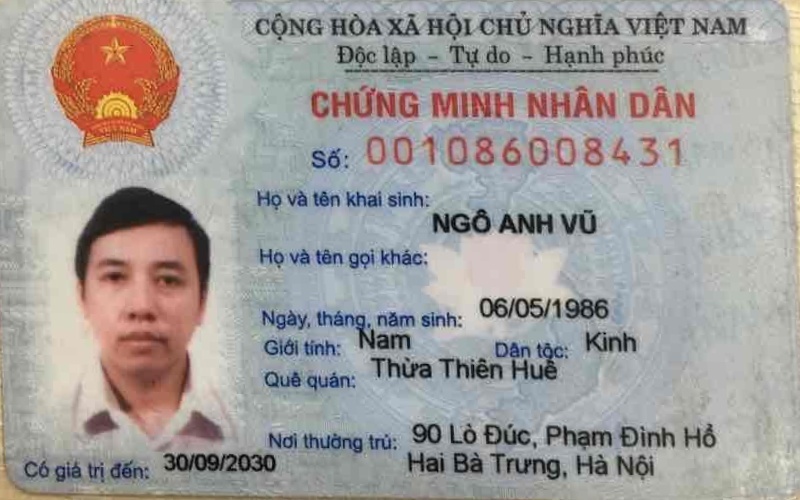 CỘNG HÒA XÃ HỘI CHỦ NGHĨA VIỆT NAM
Độc lập - Tự do - Hạnh phúc
CHỨNG MINH NHÂN DÂN
Số: 001086008431
Họ và tên khai sinh:
NGÔ ANH VŨ
Họ và tên gọi khác:
Ngày, tháng, năm sinh: 06/05/1986
Giới tính: Nam Dân tộc: Kinh
Quê quán: Thừa Thiên Huế
Nơi thường trú: 90 Lò Đúc, Phạm Đình Hổ
Hai Bà Trưng, Hà Nội
Có giá trị đến: 30/09/2030
VIỆT NAM